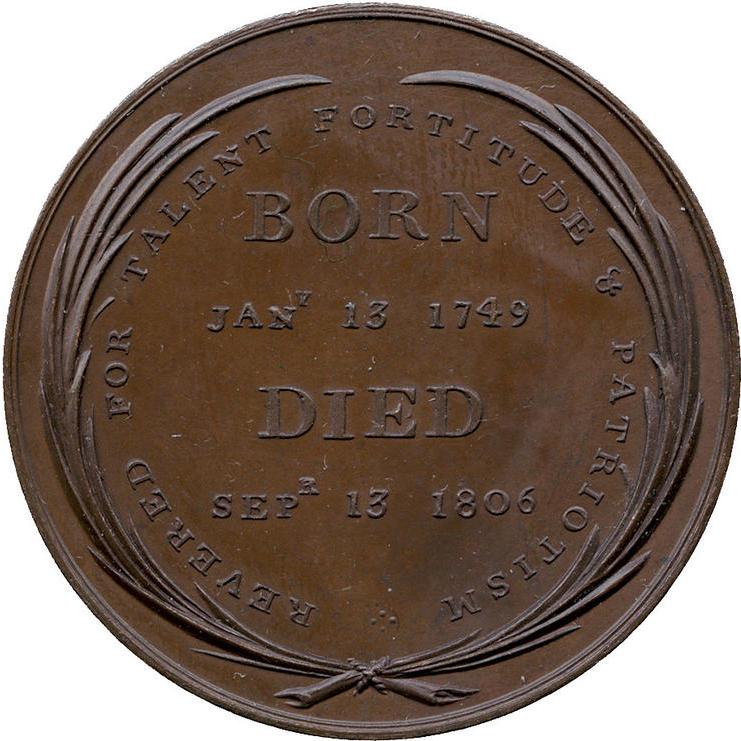 REVERED FOR TALENT FORTITUDE & PATRIOTISM
BORN
JANY 13 1749
DIED
SEPR 13 1806